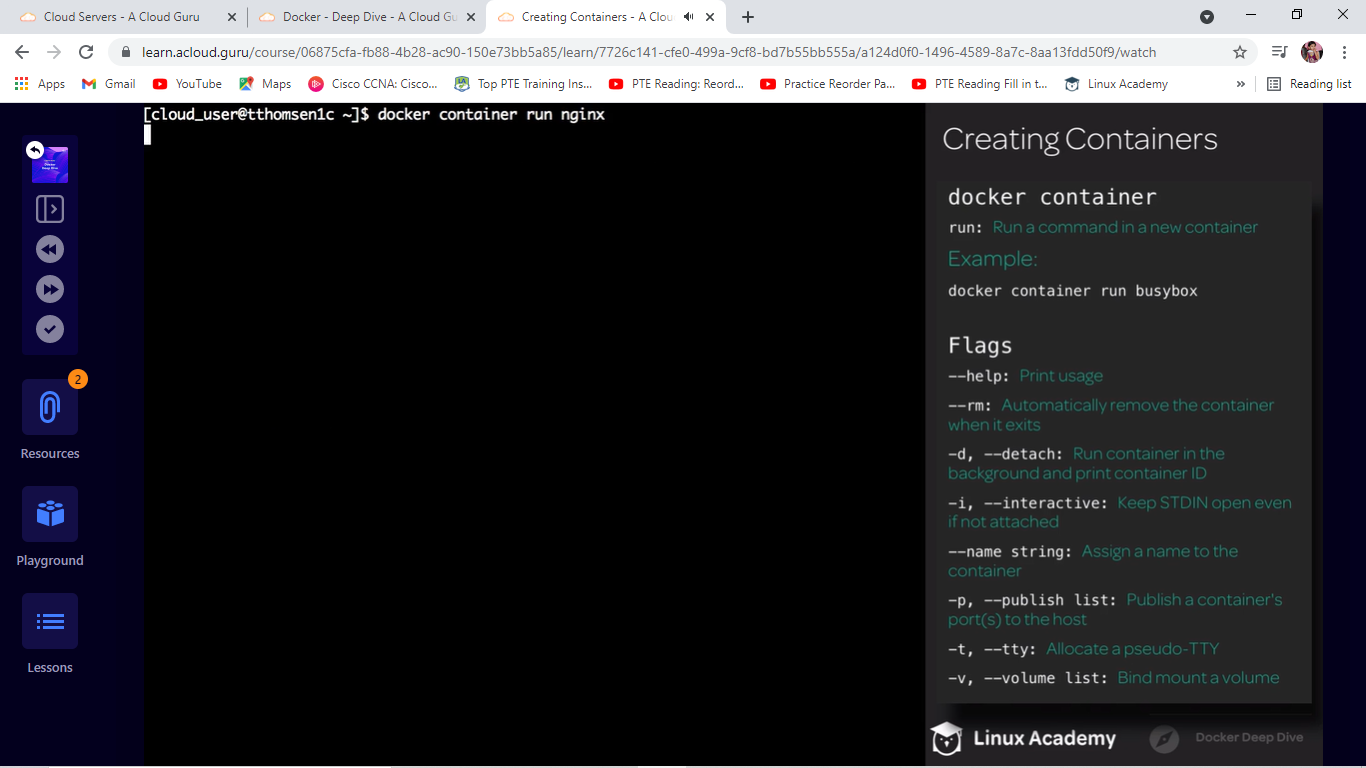 Cloud Servers - A Cloud Guru
Docker - Deep Dive - A Cloud Gu
Creating Containers - A Clou
learn.acloud.guru/course/06875cfa-fb88-4b28-ac90-150e73bb5a85/learn/7726c141-cfe0-499a-9cf8-bd7b55bb555a/a124d0f0-1496-4589-8a7c-8aa13fdd50f9/watch
Apps
Gmail
YouTube
Maps
Cisco CCNA: Cisco...
Top PTE Training Ins...
PTE Reading: Reord...
Practice Reorder Pa...
PTE Reading Fill in t...
Linux Academy
»
Reading list
[cloud_user@tthomsen1c ~]$ docker container run nginx
Docker
Deep Dive
2
Resources
Playground
Lessons
Creating Containers
docker container
run: Run a command in a new container
Example:
docker container run busybox
Flags
--help: Print usage
--rm: Automatically remove the container
when it exits
-d, --detach: Run container in the
background and print container ID
-i, --interactive: Keep STDIN open even
if not attached
--name string: Assign a name to the
container
-p, --publish list: Publish a container's
port(s) to the host
-t, --tty: Allocate a pseudo-TTY
-v, --volume list: Bind mount a volume
Linux Academy
Docker Deep Dive